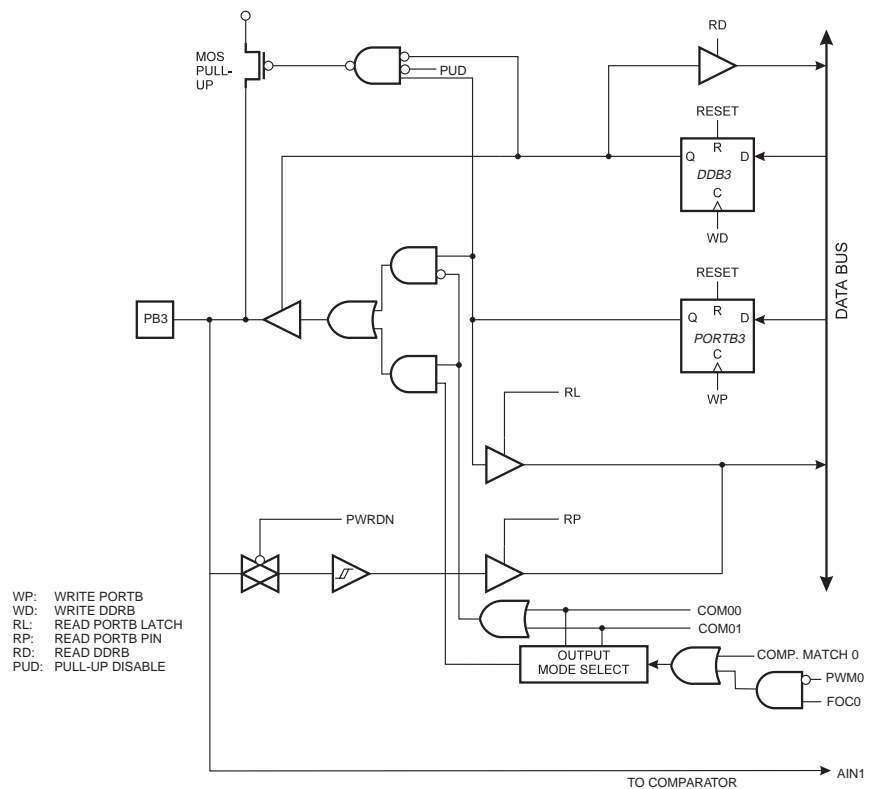 RD
MOS
PULL-
UP
PUD
RESET
R
Q
D
DDB3
C
WD
DATA BUS
RESET
R
PB3
Q
D
PORTB3
C
WP
RL
PWRDN
RP
WP: WRITE PORTB
WD: WRITE DDRB
RL: READ PORTB LATCH
RP: READ PORTB PIN
RD: READ DDRB
PUD: PULL-UP DISABLE
COM00
COM01
OUTPUT
MODE SELECT
COMP. MATCH 0
PWM0
FOC0
TO COMPARATOR
AIN1